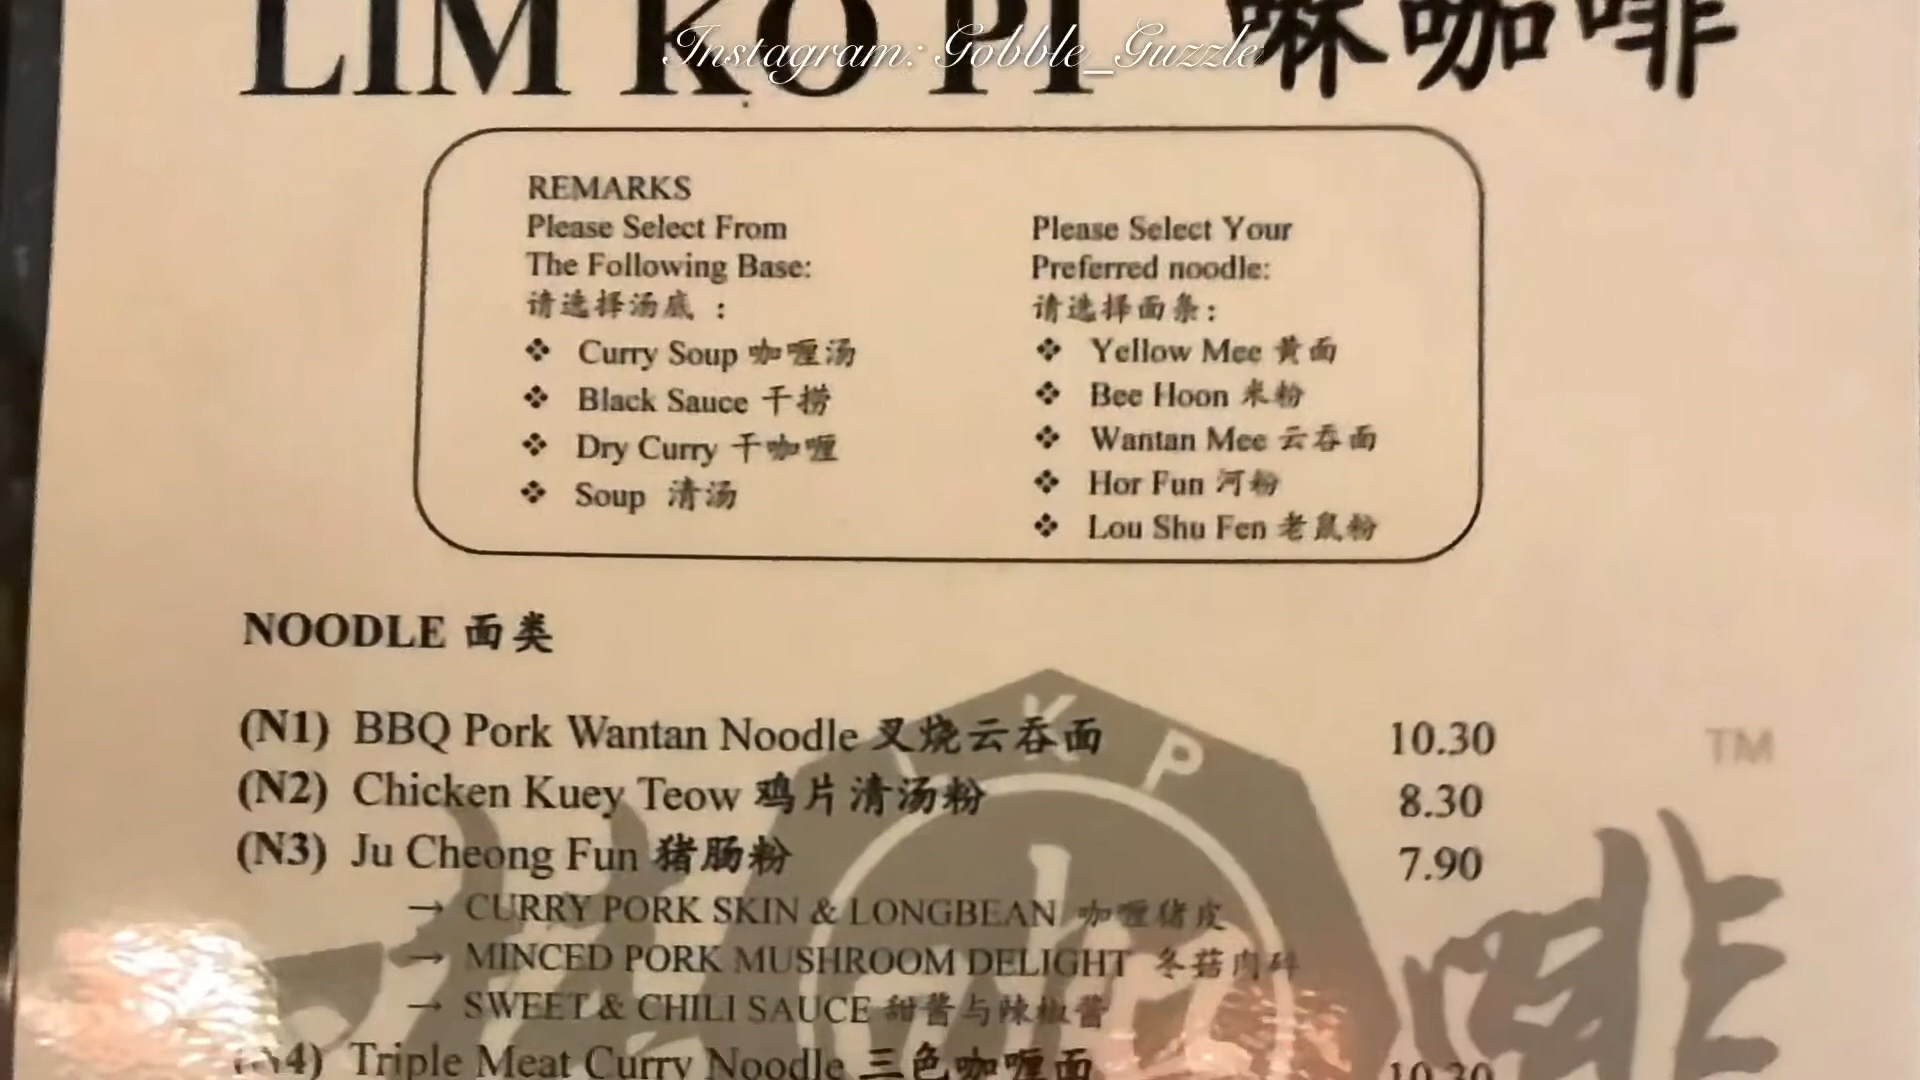 LIM KO PI 嘛咖啡
Instagram: Gobble_Guzzle
REMARKS
Please Select From
The Following Base:
请选择汤底 :
❖ Curry Soup 咖喱汤
❖ Black Sauce 干捞
❖ Dry Curry 干咖喱
❖ Soup 清汤
Please Select Your
Preferred noodle:
请选择面条:
❖ Yellow Mee 黄面
❖ Bee Hoon 米粉
❖ Wantan Mee 云吞面
❖ Hor Fun 河粉
❖ Lou Shu Fen 老鼠粉
NOODLE 面类
(N1) BBQ Pork Wantan Noodle 叉烧云吞面 10.30
(N2) Chicken Kuey Teow 鸡片清汤粉 8.30
(N3) Ju Cheong Fun 猪肠粉 7.90
→ CURRY PORK SKIN & LONGBEAN 咖喱猪皮
→ MINCED PORK MUSHROOM DELIGHT 冬菇肉碎
→ SWEET & CHILI SAUCE 甜酱与辣椒酱
(N4) Triple Meat Curry Noodle 三色咖喱面 10.30
L K P
TM
啡